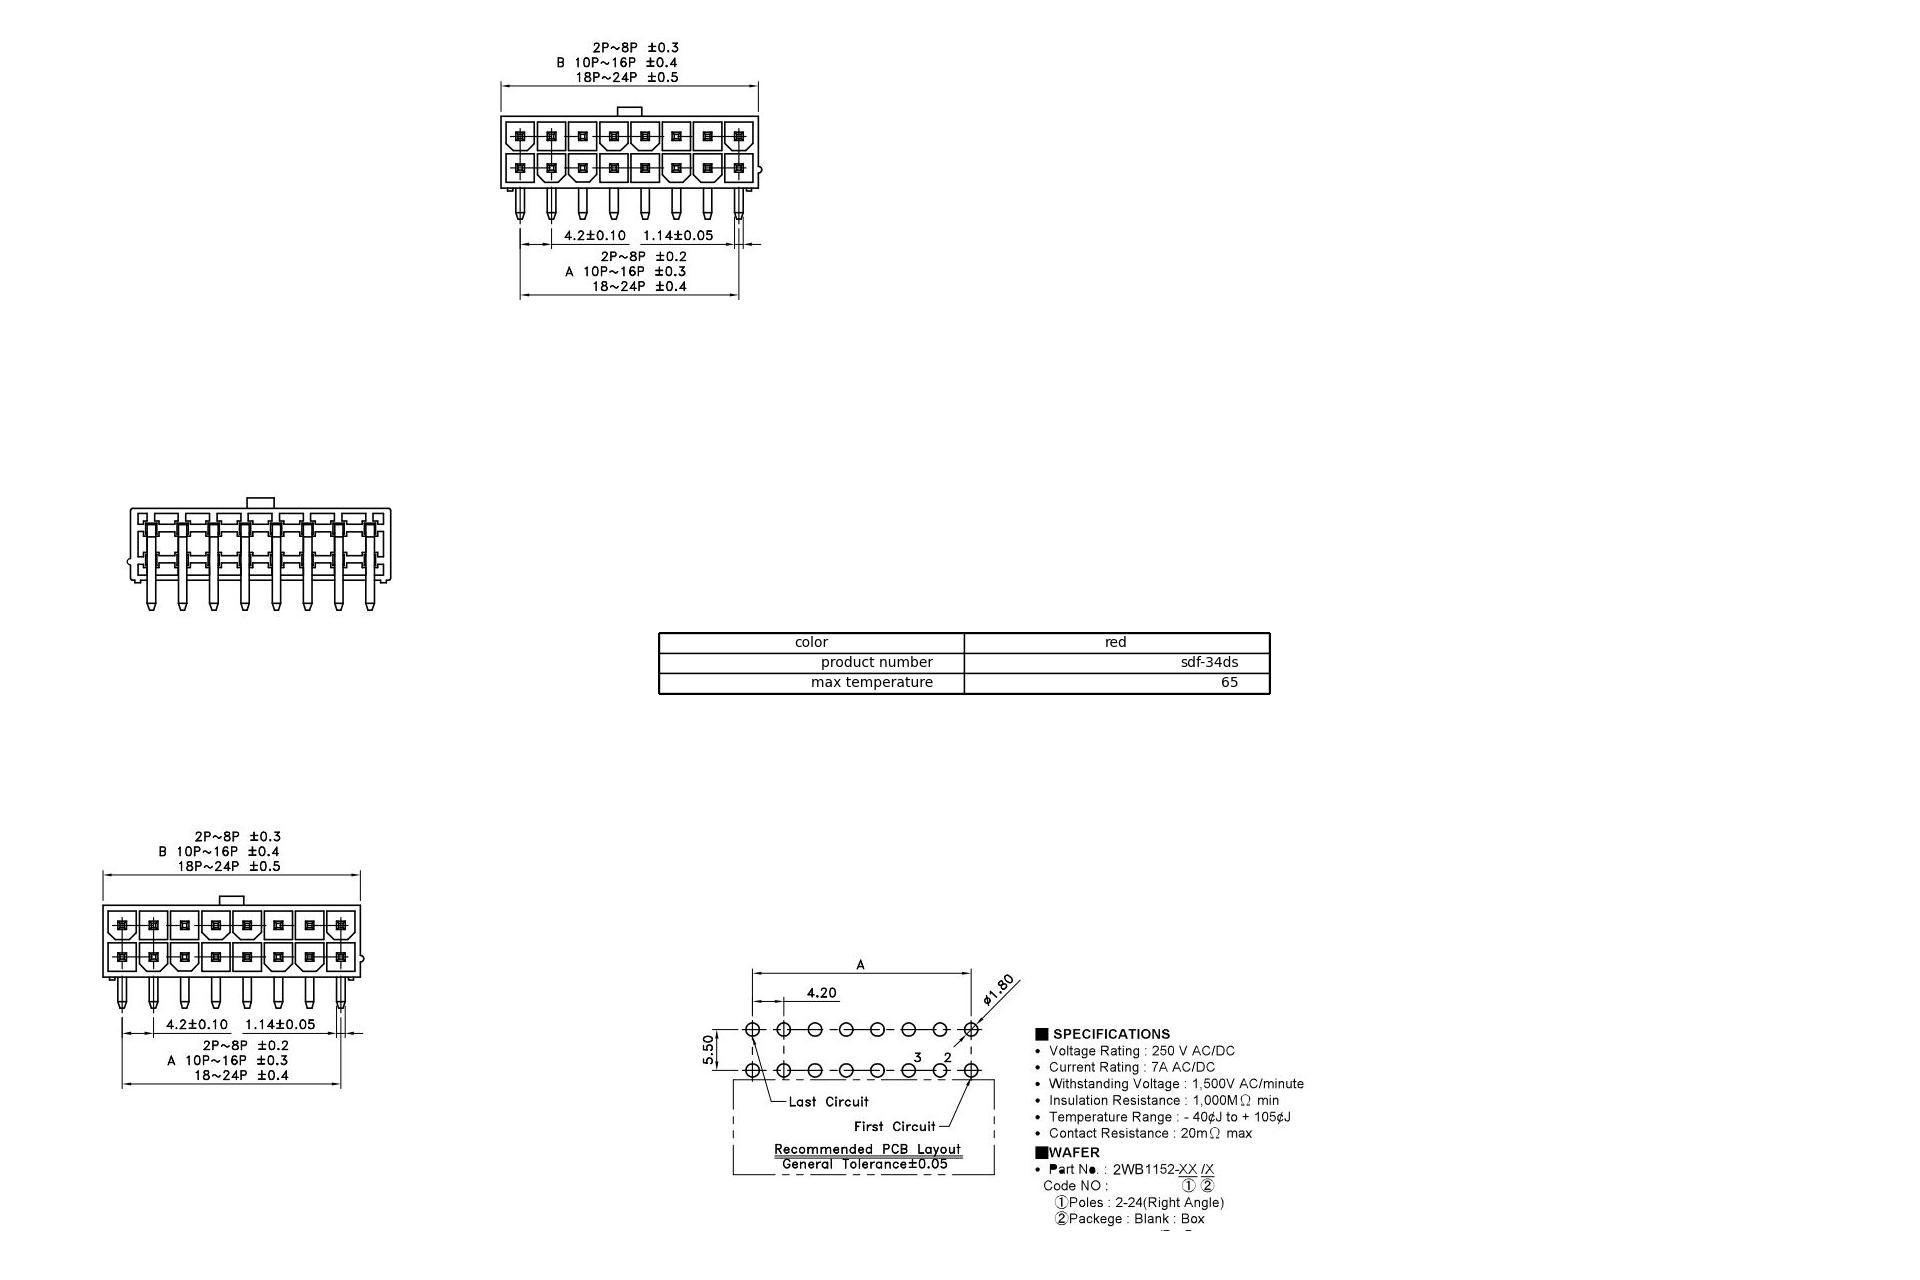 2P~8P ±0.3
B 10P~16P ±0.4
18P~24P ±0.5
4.2±0.10 1.14±0.05
2P~8P ±0.2
A 10P~16P ±0.3
18~24P ±0.4
color red
product number sdf-34ds
max temperature 65
2P~8P ±0.3
B 10P~16P ±0.4
18P~24P ±0.5
4.2±0.10 1.14±0.05
2P~8P ±0.2
A 10P~16P ±0.3
18~24P ±0.4
A
4.20
ø1.80
5.50
3 2
Last Circuit
First Circuit
Recommended PCB Layout
General Tolerance±0.05
■ SPECIFICATIONS
• Voltage Rating : 250 V AC/DC
• Current Rating : 7A AC/DC
• Withstanding Voltage : 1,500V AC/minute
• Insulation Resistance : 1,000MΩ min
• Temperature Range : - 40¢J to + 105¢J
• Contact Resistance : 20mΩ max
■WAFER
• Part No. : 2WB1152-XX /X
Code NO : ① ②
①Poles : 2-24(Right Angle)
②Packege : Blank : Box